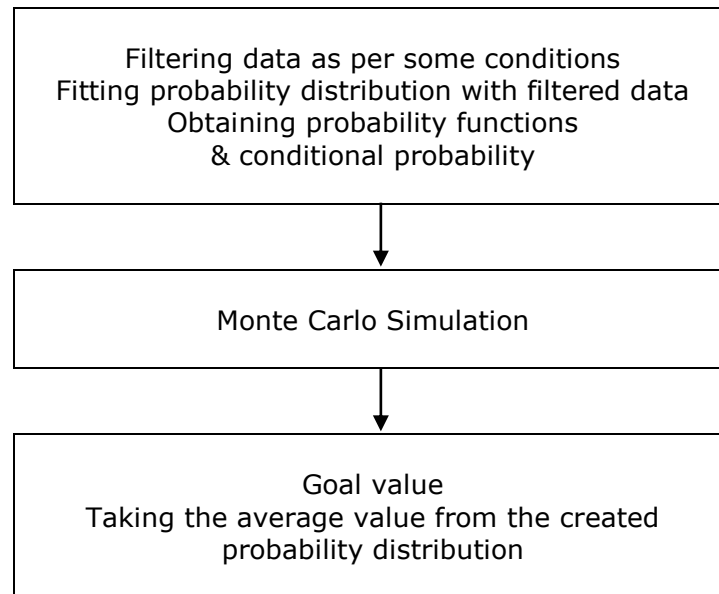 Filtering data as per some conditions
Fitting probability distribution with filtered data
Obtaining probability functions
& conditional probability
Monte Carlo Simulation
Goal value
Taking the average value from the created
probability distribution